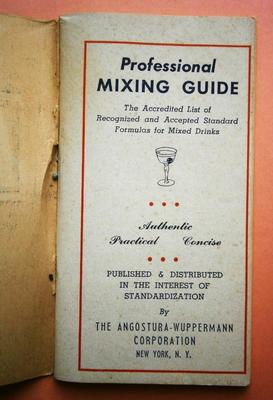 Professional
MIXING GUIDE
The Accredited List of
Recognized and Accepted Standard
Formulas for Mixed Drinks
Authentic
Practical Concise
PUBLISHED & DISTRIBUTED
IN THE INTEREST OF
STANDARDIZATION
By
THE ANGOSTURA-WUPPERMANN
CORPORATION
NEW YORK, N. Y.